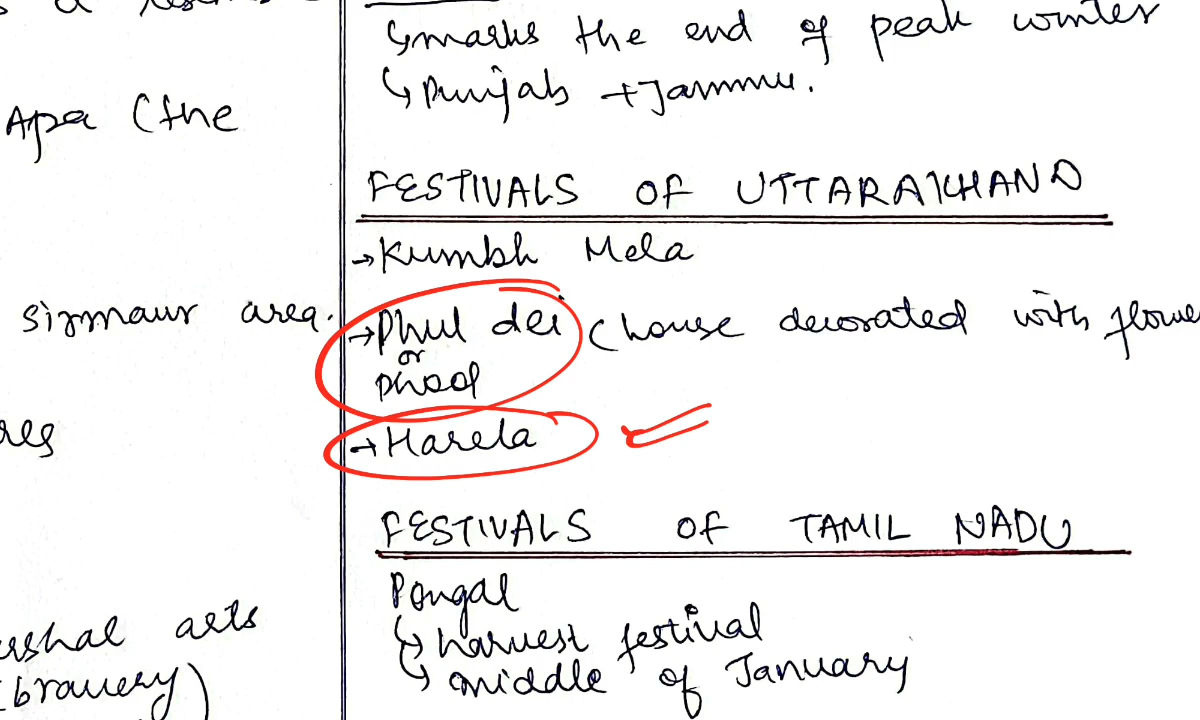 Apa (the
sirmaur area.
arts
(bravery)
↳ marks the end of peak winter
↳ Punjab + Jammu.
FESTIVALS OF UTTARAKHAND
→ Kumbh Mela
→ Phul dei (house decorated with flowe
or
phool
→ Harela
FESTIVALS OF TAMIL NADU
Pongal
↳ harvest festival
↳ middle of January